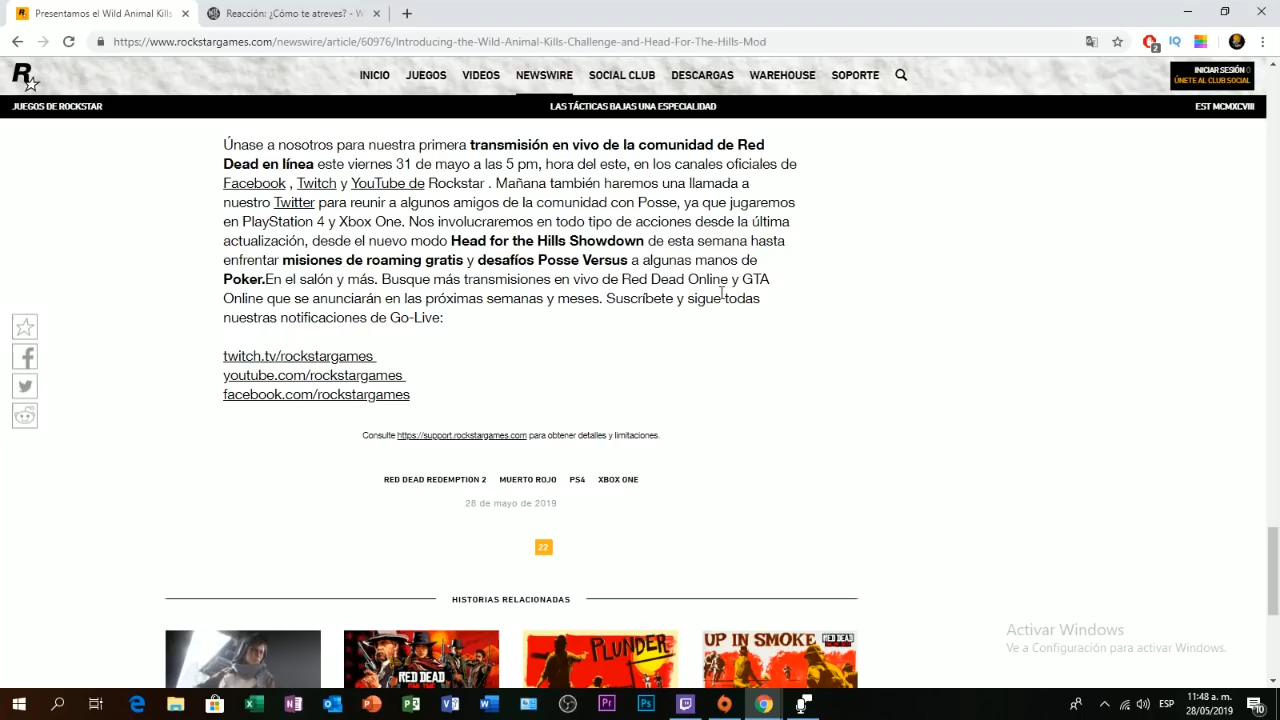 Presentamos el Wild Animal Kills
Reacción: ¿Cómo te atreves? - W
https://www.rockstargames.com/newswire/article/60976/Introducing-the-Wild-Animal-Kills-Challenge-and-Head-For-The-Hills-Mod
2
IQ
R
INICIO JUEGOS VIDEOS NEWSWIRE SOCIAL CLUB DESCARGAS WAREHOUSE SOPORTE
INICIAR SESIÓN O
ÚNETE AL CLUB SOCIAL
JUEGOS DE ROCKSTAR LAS TÁCTICAS BAJAS UNA ESPECIALIDAD EST MCMXCVIII
Únase a nosotros para nuestra primera transmisión en vivo de la comunidad de Red
Dead en línea este viernes 31 de mayo a las 5 pm, hora del este, en los canales oficiales de
Facebook , Twitch y YouTube de Rockstar . Mañana también haremos una llamada a
nuestro Twitter para reunir a algunos amigos de la comunidad con Posse, ya que jugaremos
en PlayStation 4 y Xbox One. Nos involucraremos en todo tipo de acciones desde la última
actualización, desde el nuevo modo Head for the Hills Showdown de esta semana hasta
enfrentar misiones de roaming gratis y desafíos Posse Versus a algunas manos de
Poker.En el salón y más. Busque más transmisiones en vivo de Red Dead Online y GTA
Online que se anunciarán en las próximas semanas y meses. Suscríbete y sigue todas
nuestras notificaciones de Go-Live:
twitch.tv/rockstargames
youtube.com/rockstargames
facebook.com/rockstargames
Consulte https://support.rockstargames.com para obtener detalles y limitaciones.
RED DEAD REDEMPTION 2 MUERTO ROJO PS4 XBOX ONE
28 de mayo de 2019
22
HISTORIAS RELACIONADAS
RED DEAD
PLUNDER
UP IN SMOKE RED DEAD
Activar Windows
Ve a Configuración para activar Windows.
ESP
11:48 a. m.
28/05/2019
10